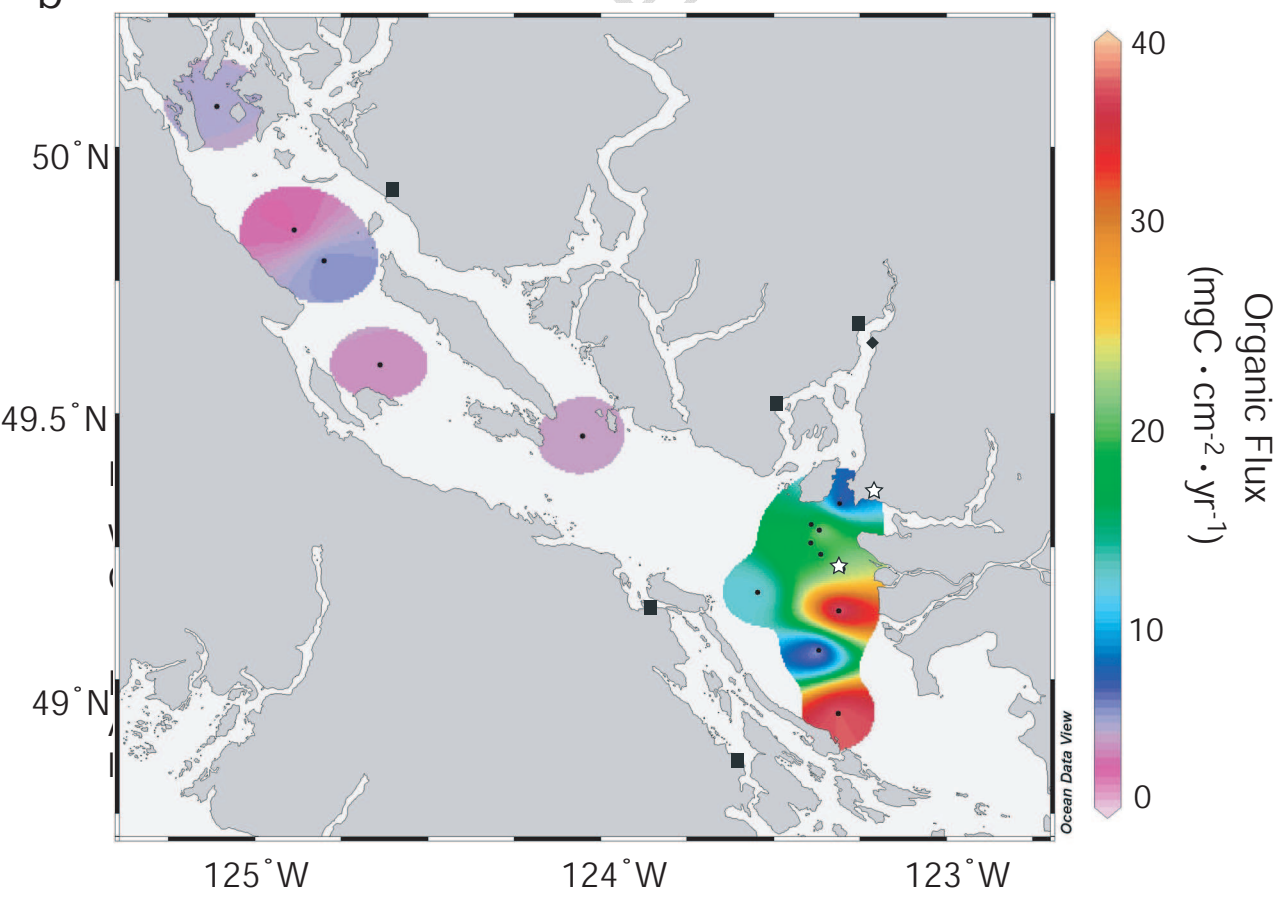 b
50˚N
49.5˚N
49˚N
125˚W
124˚W
123˚W
Ocean Data View
40
30
20
10
0
Organic Flux
(mgC · cm-2 · yr-1)